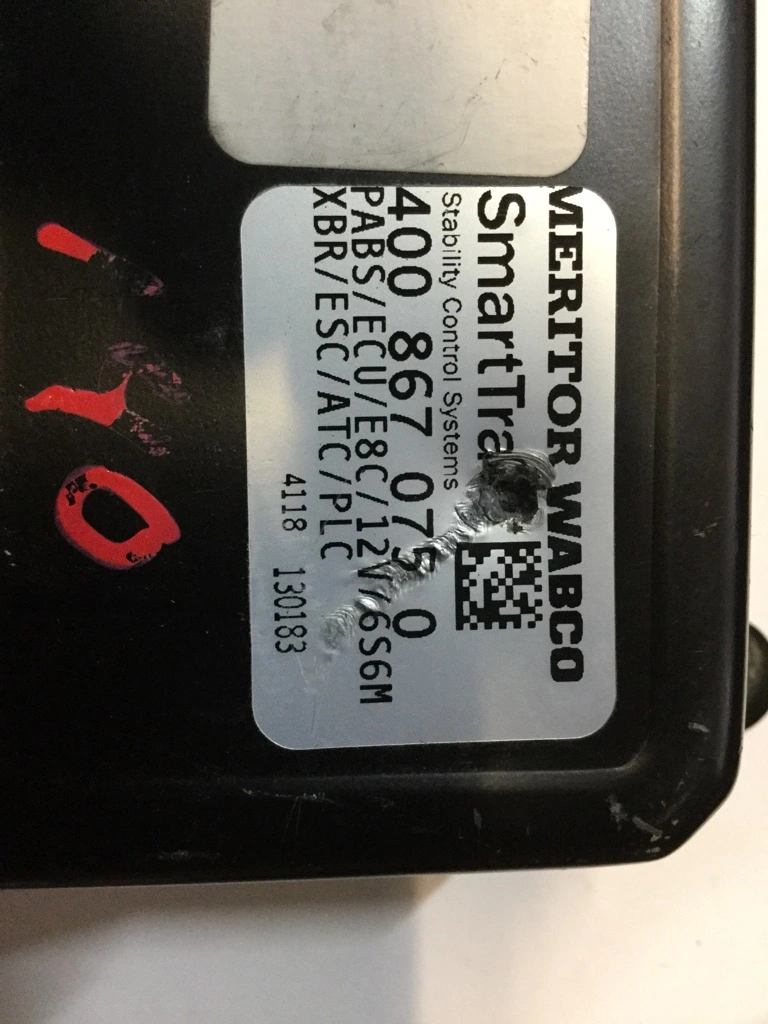 MERITOR WABCO
SmartTra
Stability Control Systems
400 867 075 0
PABS/ECU/E8C/12V/6S6M
XBR/ESC/ATC/PLC
4118 130183